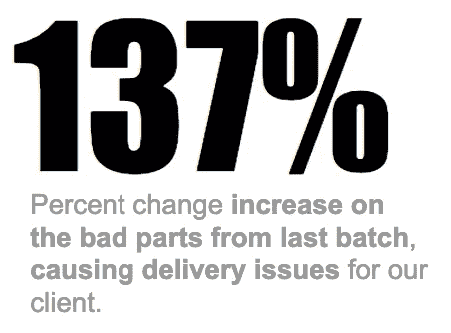 137%
Percent change increase on
the bad parts from last batch,
causing delivery issues for our
client.